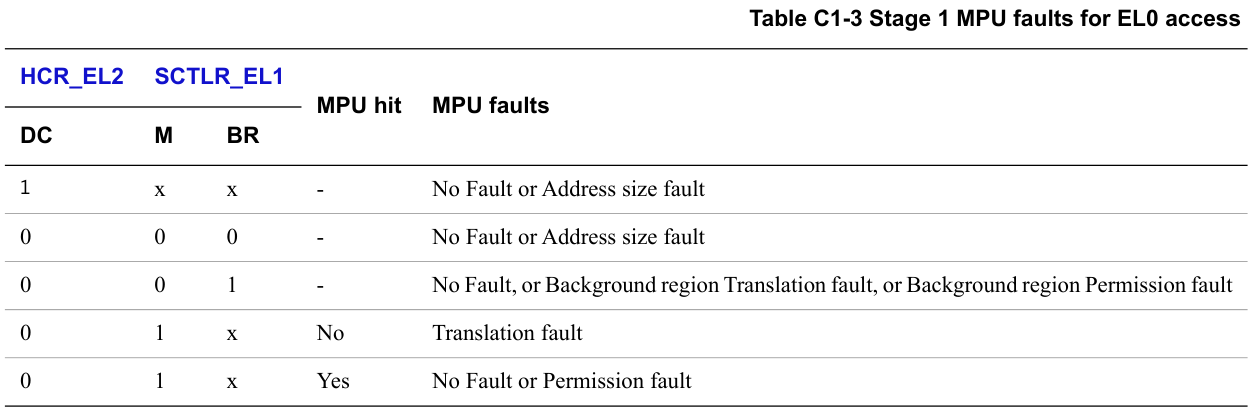 Table C1-3 Stage 1 MPU faults for EL0 access
HCR_EL2 SCTLR_EL1 MPU hit MPU faults
DC M BR
1 x x - No Fault or Address size fault
0 0 0 - No Fault or Address size fault
0 0 1 - No Fault, or Background region Translation fault, or Background region Permission fault
0 1 x No Translation fault
0 1 x Yes No Fault or Permission fault